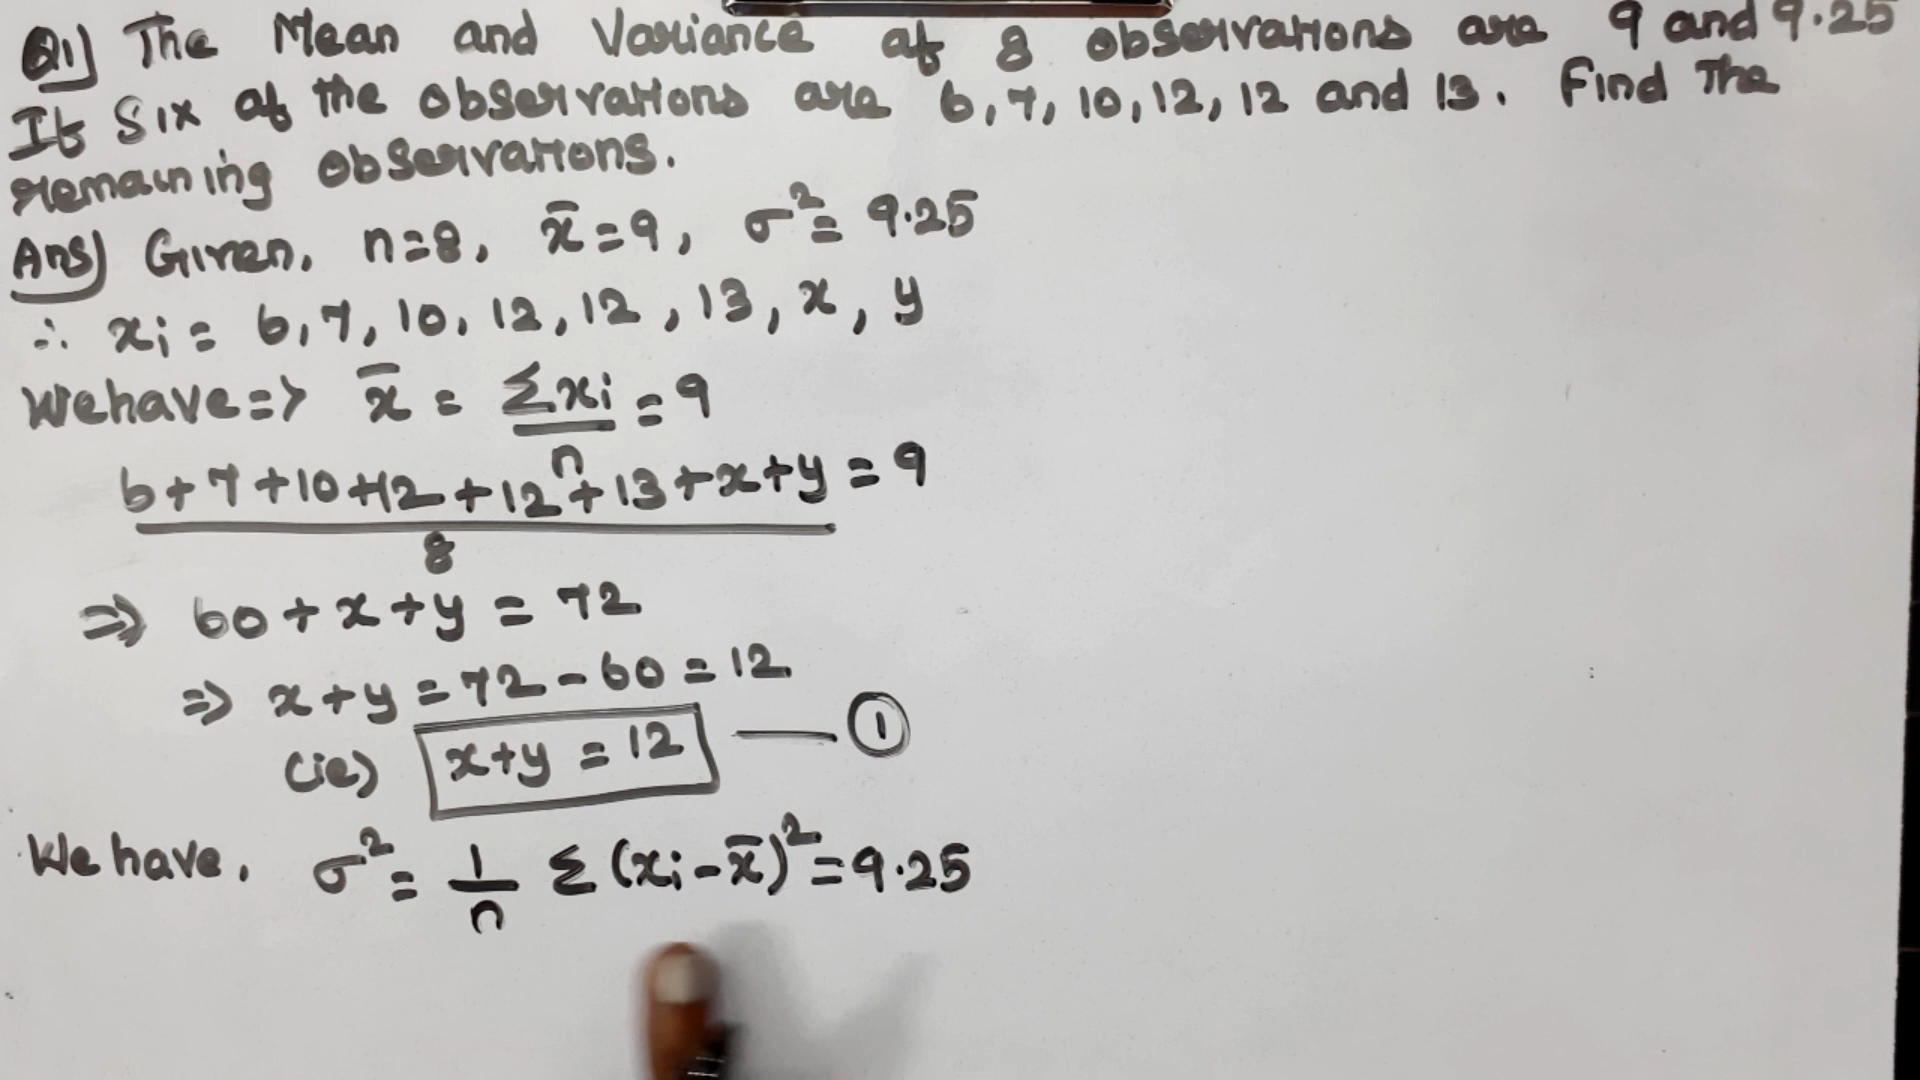 Q1) The Mean and Variance of 8 observations are 9 and 9.25
If Six of the observations are 6, 7, 10, 12, 12 and 13. Find The
remaining observations.
Ans) Given, n=8, x̄=9, σ²= 9.25
∴ xi = 6, 7, 10, 12, 12, 13, x, y
We have => x̄ = Σxi/n = 9
(6+7+10+12+12+13+x+y)/8 = 9
=> 60+x+y = 72
=> x+y = 72-60 = 12
(ie) x+y = 12 —— ①
We have, σ² = 1/n Σ(xi-x̄)² = 9.25